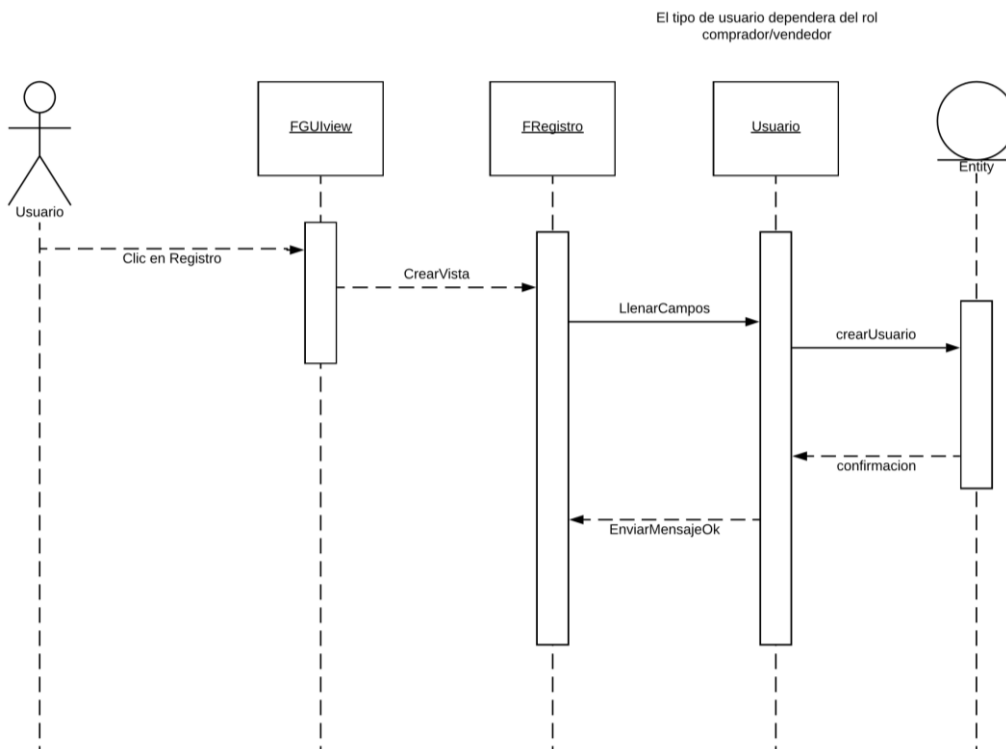 El tipo de usuario dependera del rol
comprador/vendedor
FGUIview
FRegistro
Usuario
Entity
Usuario
Clic en Registro
CrearVista
LlenarCampos
crearUsuario
confirmacion
EnviarMensajeOk